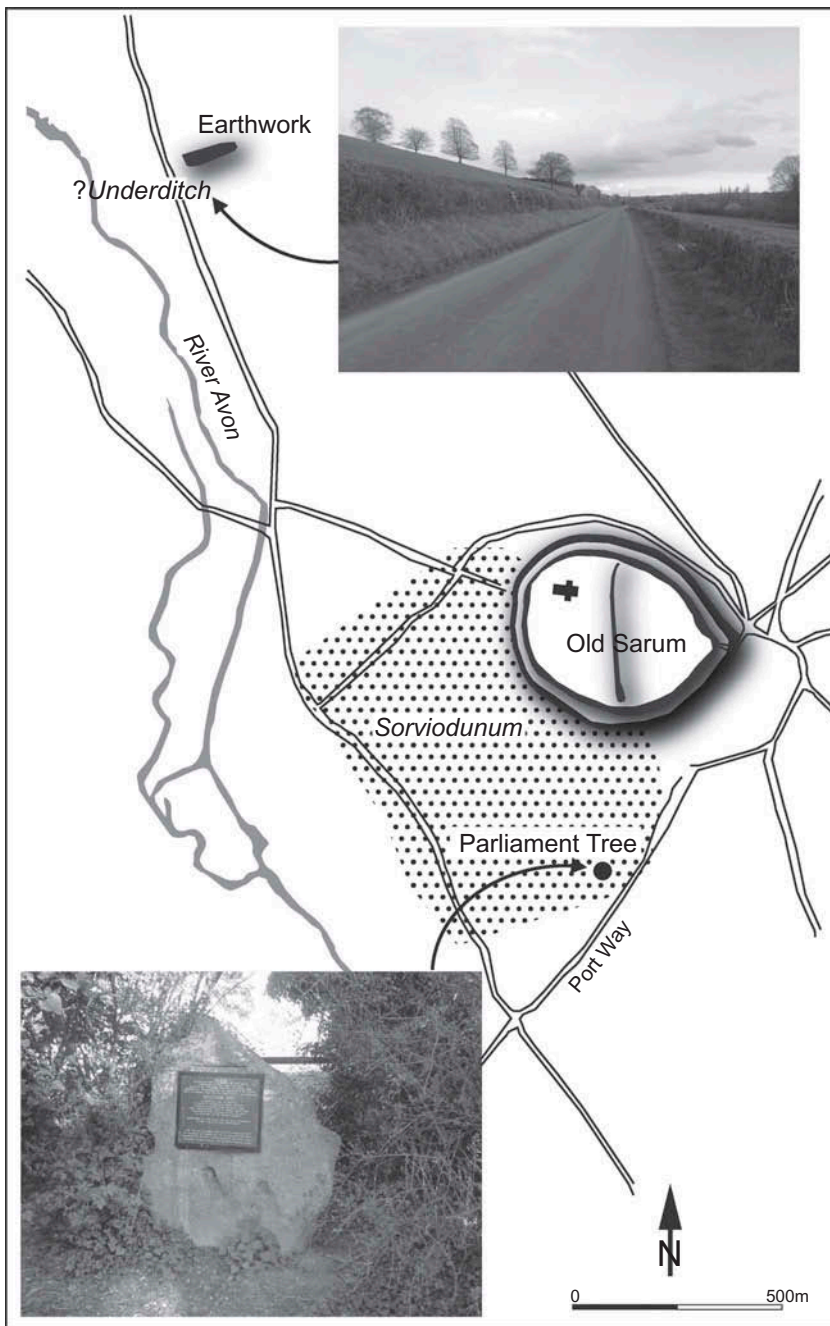 Earthwork
?Underditch
River Avon
Old Sarum
Sorviodunum
Parliament Tree
Port Way
N
0
500m